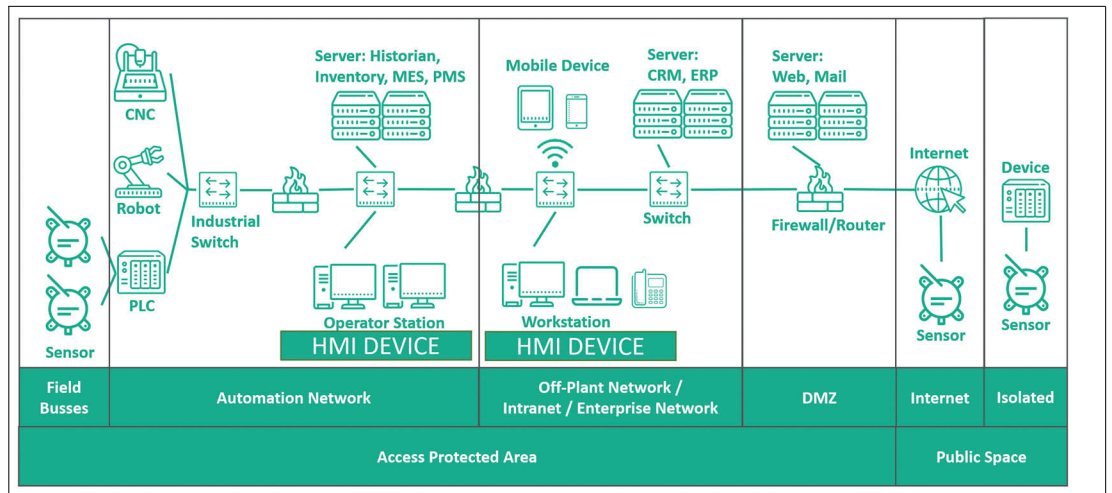 CNC
Robot
PLC
Sensor
Industrial
Switch
Server: Historian,
Inventory, MES, PMS
Operator Station
HMI DEVICE
Mobile Device
Server:
CRM, ERP
Switch
Workstation
HMI DEVICE
Server:
Web, Mail
Firewall/Router
Internet
Sensor
Device
Sensor
Field
Busses
Automation Network
Off-Plant Network /
Intranet / Enterprise Network
DMZ
Internet
Isolated
Access Protected Area
Public Space